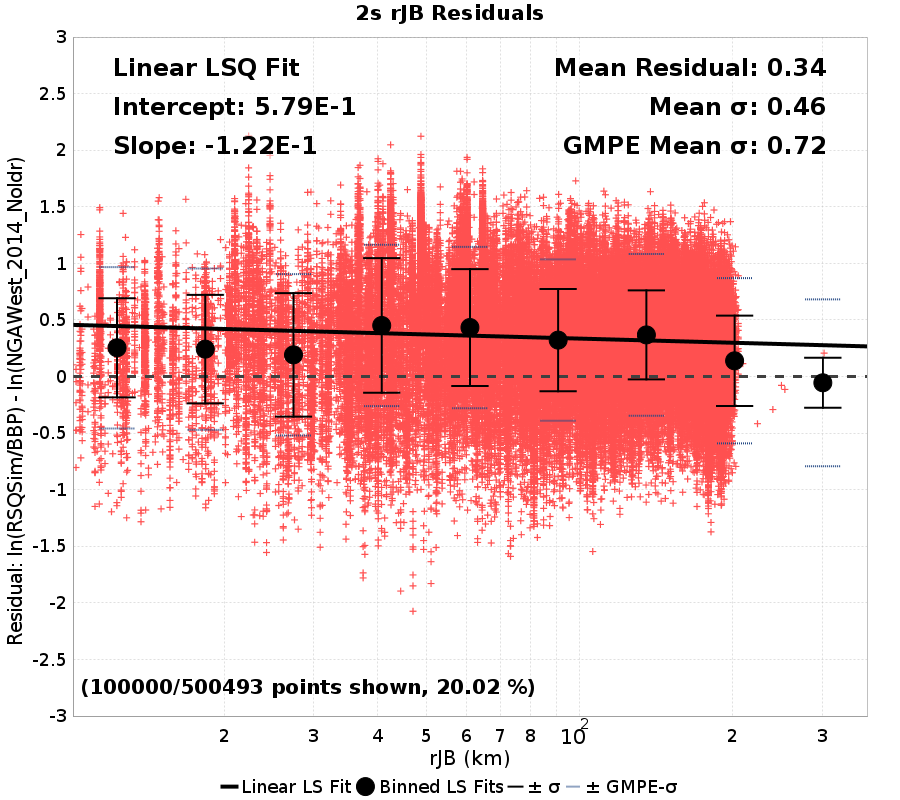 2s rJB Residuals
Linear LSQ Fit
Intercept: 5.79E-1
Slope: -1.22E-1
Mean Residual: 0.34
Mean σ: 0.46
GMPE Mean σ: 0.72
Residual: ln(RSQSim/BBP) - ln(NGAWest_2014_NoIdr)
3
2.5
2
1.5
1
0.5
0
-0.5
-1
-1.5
-2
-2.5
-3
(100000/500493 points shown, 20.02 %)
2 3 4 5 6 7 8 10² 2 3
rJB (km)
Linear LS Fit Binned LS Fits ± σ ± GMPE-σ